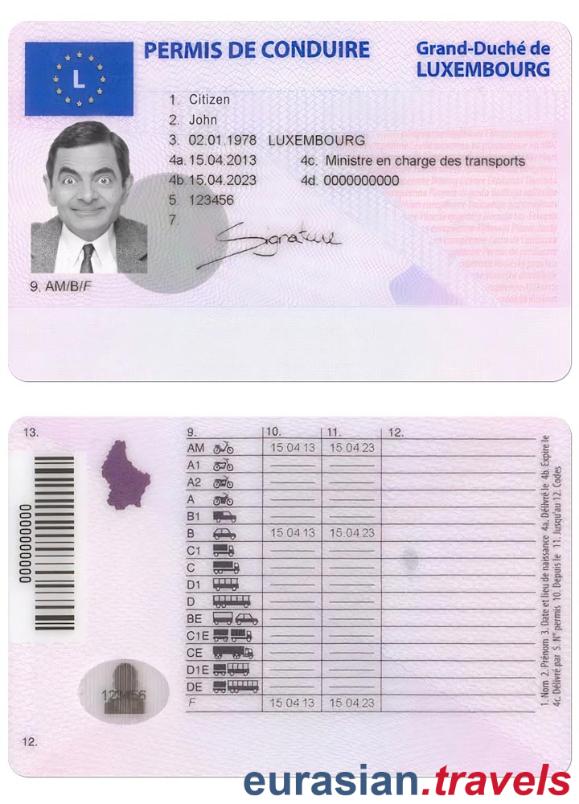 PERMIS DE CONDUIRE
Grand-Duché de
LUXEMBOURG
L
1. Citizen
2. John
3. 02.01.1978 LUXEMBOURG
4a. 15.04.2013 4c. Ministre en charge des transports
4b. 15.04.2023 4d. 0000000000
5. 123456
7.
Signature
9. AM/B/F
13.
0000000000
123456
12.
9. 10. 11. 12.
AM 15 04 13 15 04 23
A1
A2
A
B1
B 15.04.13 15.04.23
C1
C
D1
D
BE
C1E
CE
D1E
DE
F 15 04 13 15 04 23
1. Nom 2. Prénom 3. Date et lieu de naissance 4a. Délivré le 4b. Expire le
4c. Délivré par 5. N° permis 10. Depuis le 11. Jusqu'au 12. Codes
eurasian.travels